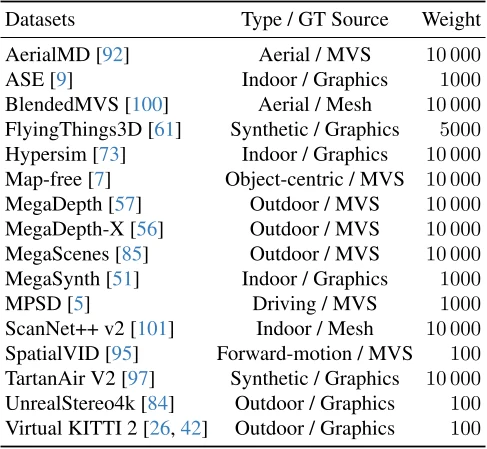 Datasets Type / GT Source Weight
AerialMD [92] Aerial / MVS 10 000
ASE [9] Indoor / Graphics 1000
BlendedMVS [100] Aerial / Mesh 10 000
FlyingThings3D [61] Synthetic / Graphics 5000
Hypersim [73] Indoor / Graphics 10 000
Map-free [7] Object-centric / MVS 10 000
MegaDepth [57] Outdoor / MVS 10 000
MegaDepth-X [56] Outdoor / MVS 10 000
MegaScenes [85] Outdoor / MVS 10 000
MegaSynth [51] Indoor / Graphics 1000
MPSD [5] Driving / MVS 1000
ScanNet++ v2 [101] Indoor / Mesh 10 000
SpatialVID [95] Forward-motion / MVS 100
TartanAir V2 [97] Synthetic / Graphics 10 000
UnrealStereo4k [84] Outdoor / Graphics 100
Virtual KITTI 2 [26, 42] Outdoor / Graphics 100